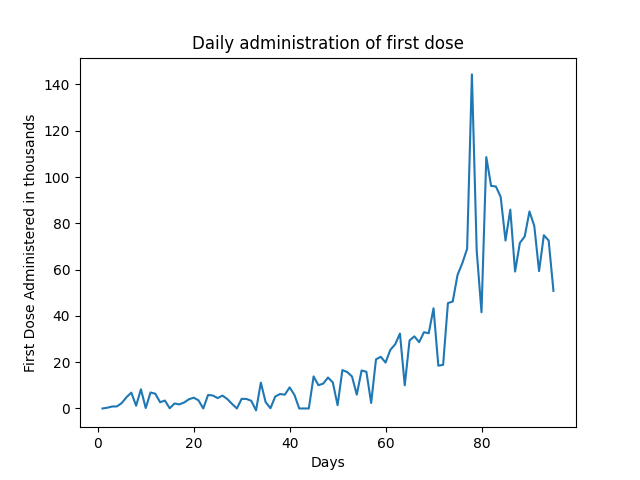 Daily administration of first dose
140
120
100
80
60
40
20
0
First Dose Administered in thousands
0 20 40 60 80
Days